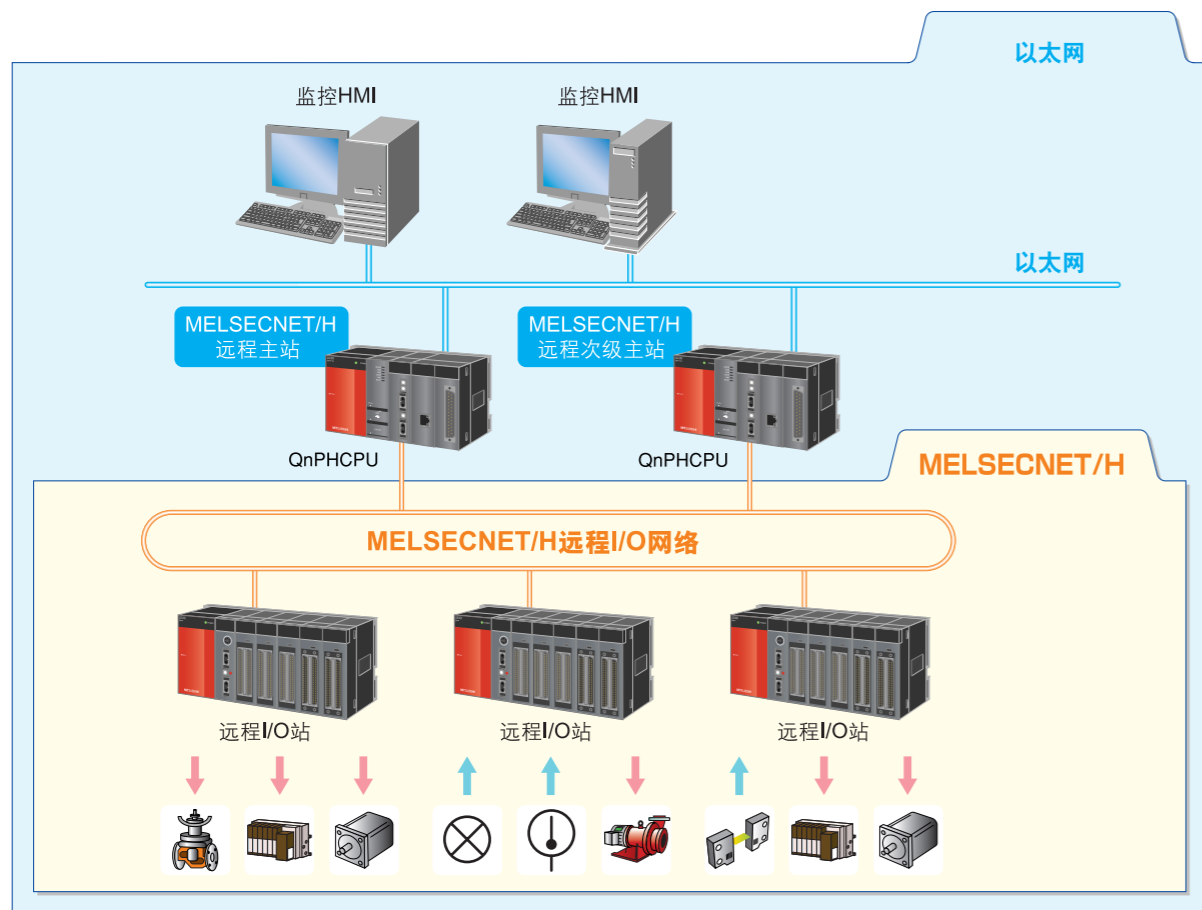 以太网
监控HMI
监控HMI
以太网
MELSECNET/H
远程主站
MELSECNET/H
远程次级主站
QnPHCPU
QnPHCPU
MELSECNET/H
MELSECNET/H远程I/O网络
远程I/O站
远程I/O站
远程I/O站